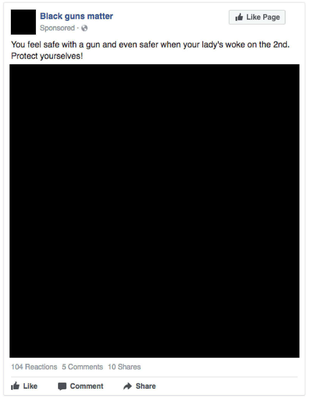 Black guns matter
Like Page
Sponsored ·
You feel safe with a gun and even safer when your lady's woke on the 2nd.
Protect yourselves!
104 Reactions 5 Comments 10 Shares
Like Comment Share